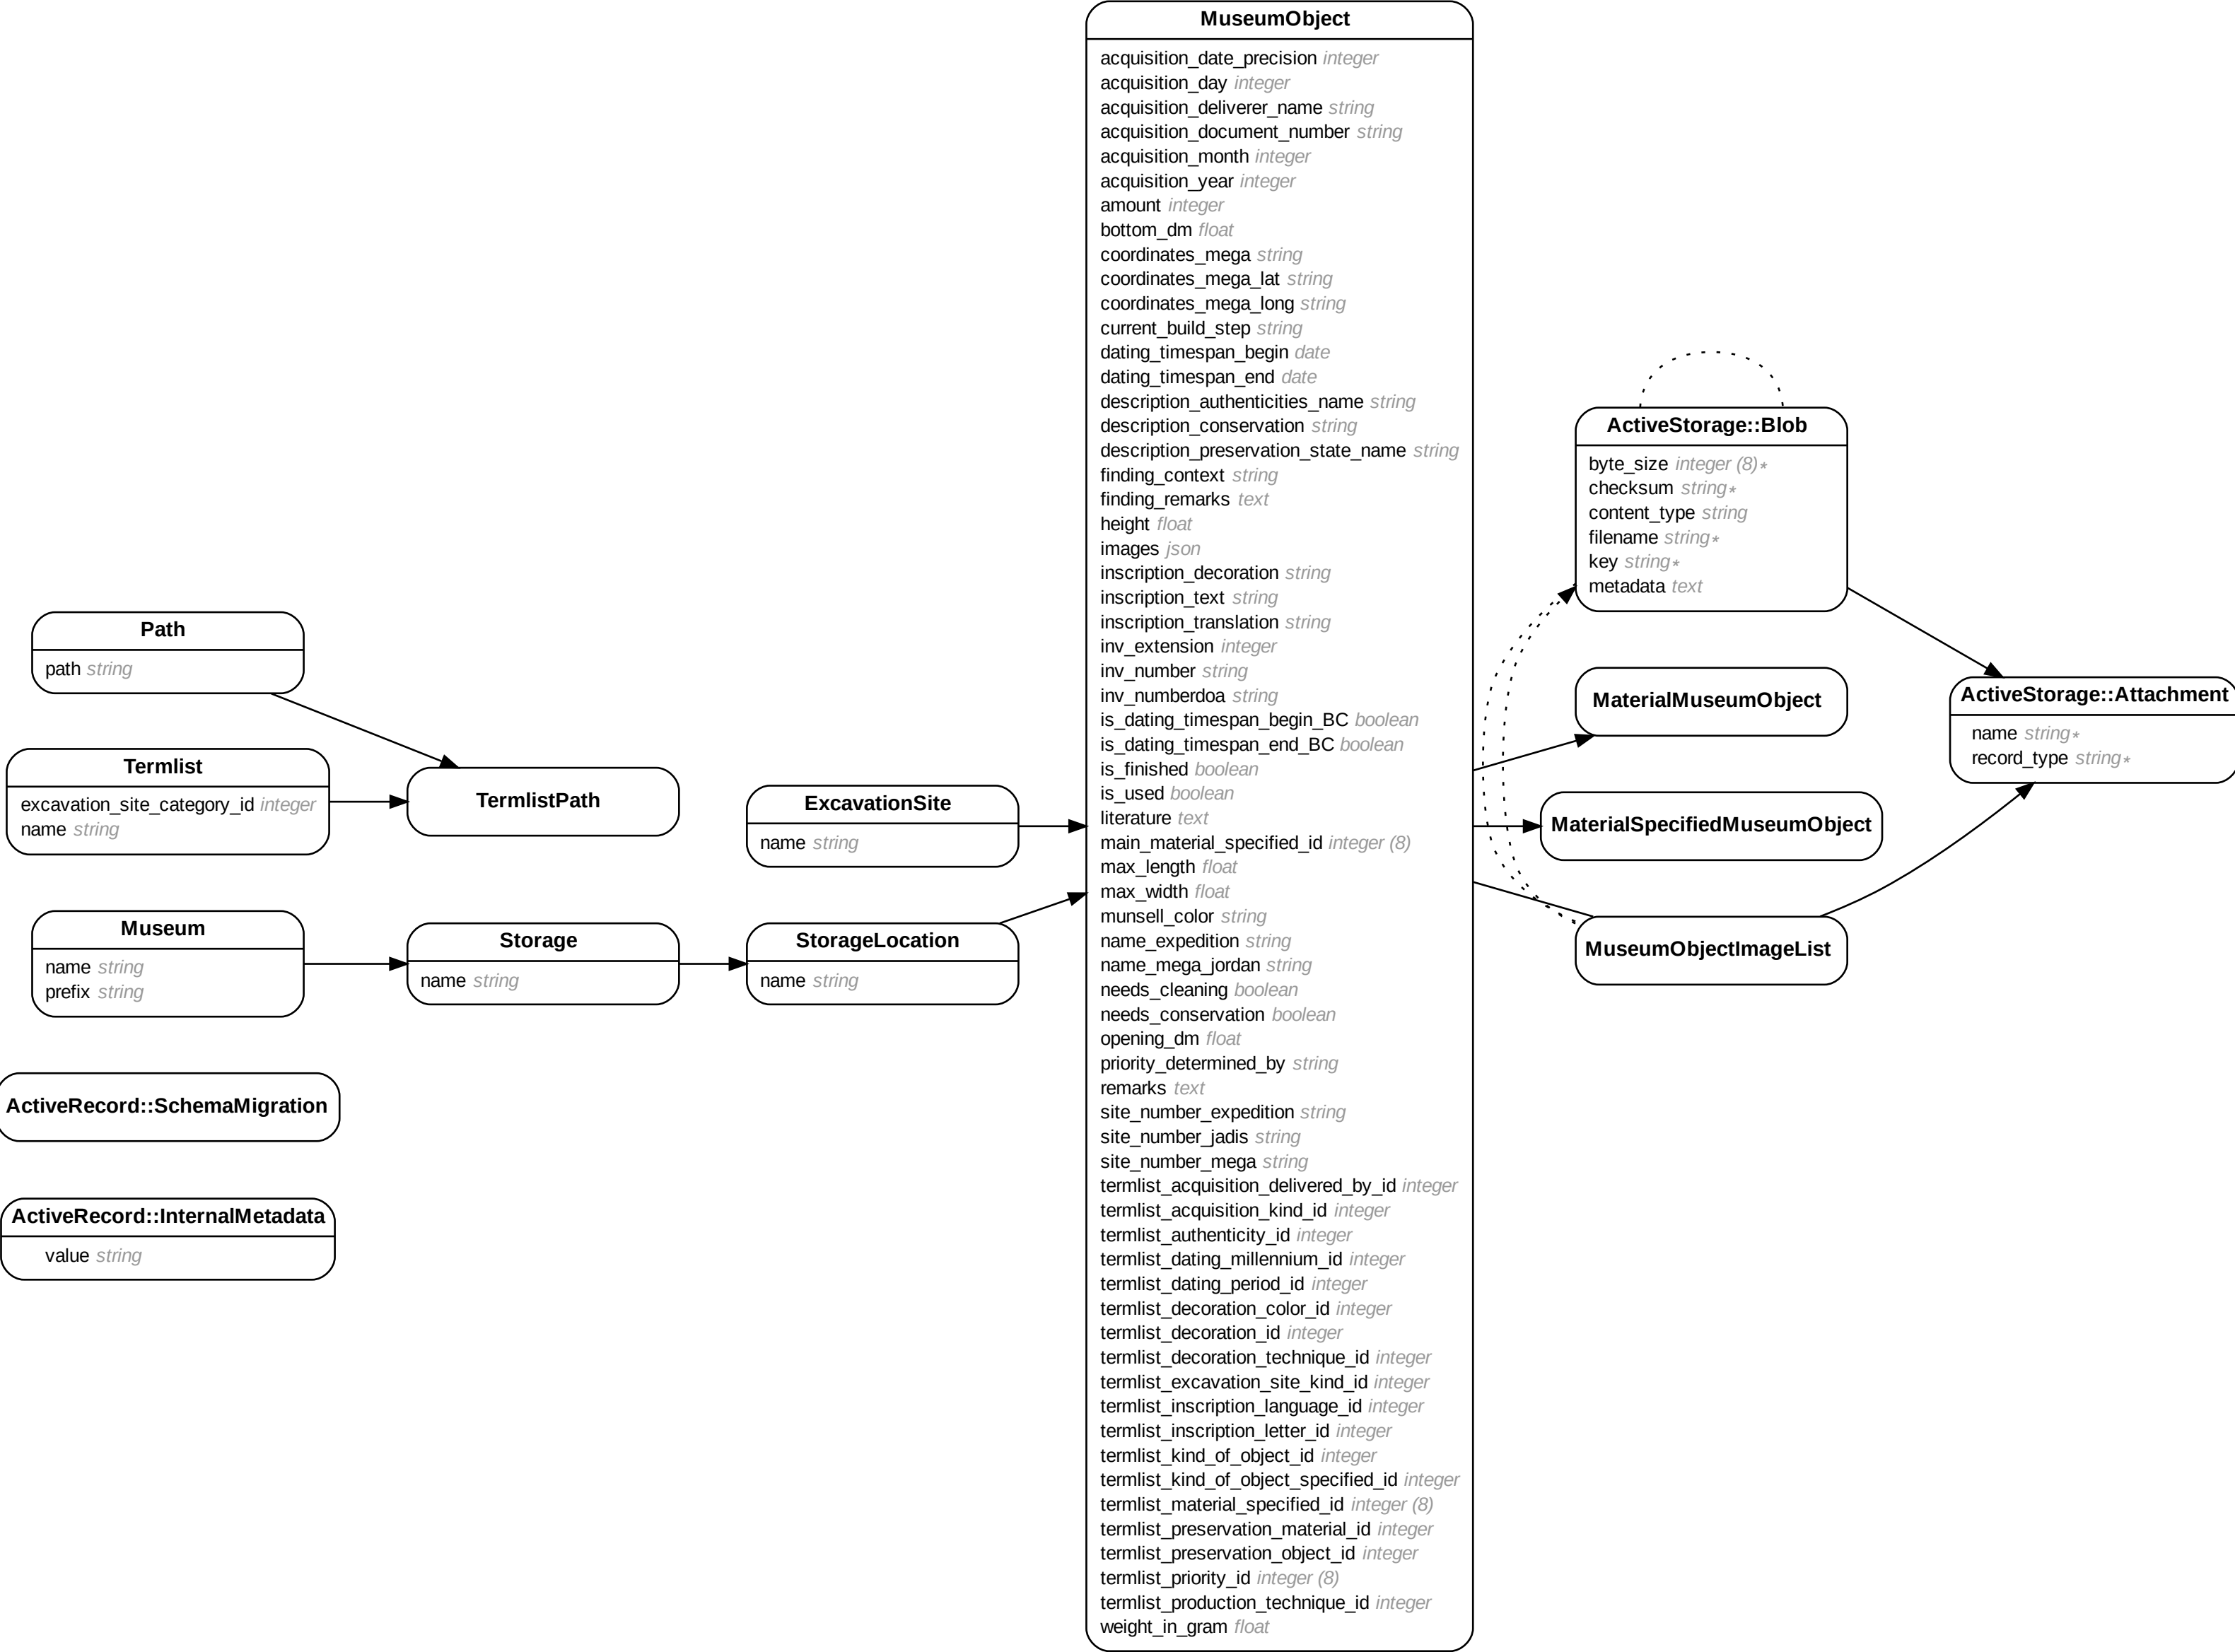 MuseumObject
acquisition_date_precision integer
acquisition_day integer
acquisition_deliverer_name string
acquisition_document_number string
acquisition_month integer
acquisition_year integer
amount integer
bottom_dm float
coordinates_mega string
coordinates_mega_lat string
coordinates_mega_long string
current_build_step string
dating_timespan_begin date
dating_timespan_end date
description_authenticities_name string
description_conservation string
description_preservation_state_name string
finding_context string
finding_remarks text
height float
images json
inscription_decoration string
inscription_text string
inscription_translation string
inv_extension integer
inv_number string
inv_numberdoa string
is_dating_timespan_begin_BC boolean
is_dating_timespan_end_BC boolean
is_finished boolean
is_used boolean
literature text
main_material_specified_id integer (8)
max_length float
max_width float
munsell_color string
name_expedition string
name_mega_jordan string
needs_cleaning boolean
needs_conservation boolean
opening_dm float
priority_determined_by string
remarks text
site_number_expedition string
site_number_jadis string
site_number_mega string
termlist_acquisition_delivered_by_id integer
termlist_acquisition_kind_id integer
termlist_authenticity_id integer
termlist_dating_millennium_id integer
termlist_dating_period_id integer
termlist_decoration_color_id integer
termlist_decoration_id integer
termlist_decoration_technique_id integer
termlist_excavation_site_kind_id integer
termlist_inscription_language_id integer
termlist_inscription_letter_id integer
termlist_kind_of_object_id integer
termlist_kind_of_object_specified_id integer
termlist_material_specified_id integer (8)
termlist_preservation_material_id integer
termlist_preservation_object_id integer
termlist_priority_id integer (8)
termlist_production_technique_id integer
weight_in_gram float
ActiveStorage::Blob
byte_size integer (8)*
checksum string*
content_type string
filename string*
key string*
metadata text
Path
path string
Termlist
excavation_site_category_id integer
name string
TermlistPath
ExcavationSite
name string
Museum
name string
prefix string
Storage
name string
StorageLocation
name string
ActiveRecord::SchemaMigration
ActiveRecord::InternalMetadata
value string
MaterialMuseumObject
MaterialSpecifiedMuseumObject
MuseumObjectImageList
ActiveStorage::Attachment
name string*
record_type string*